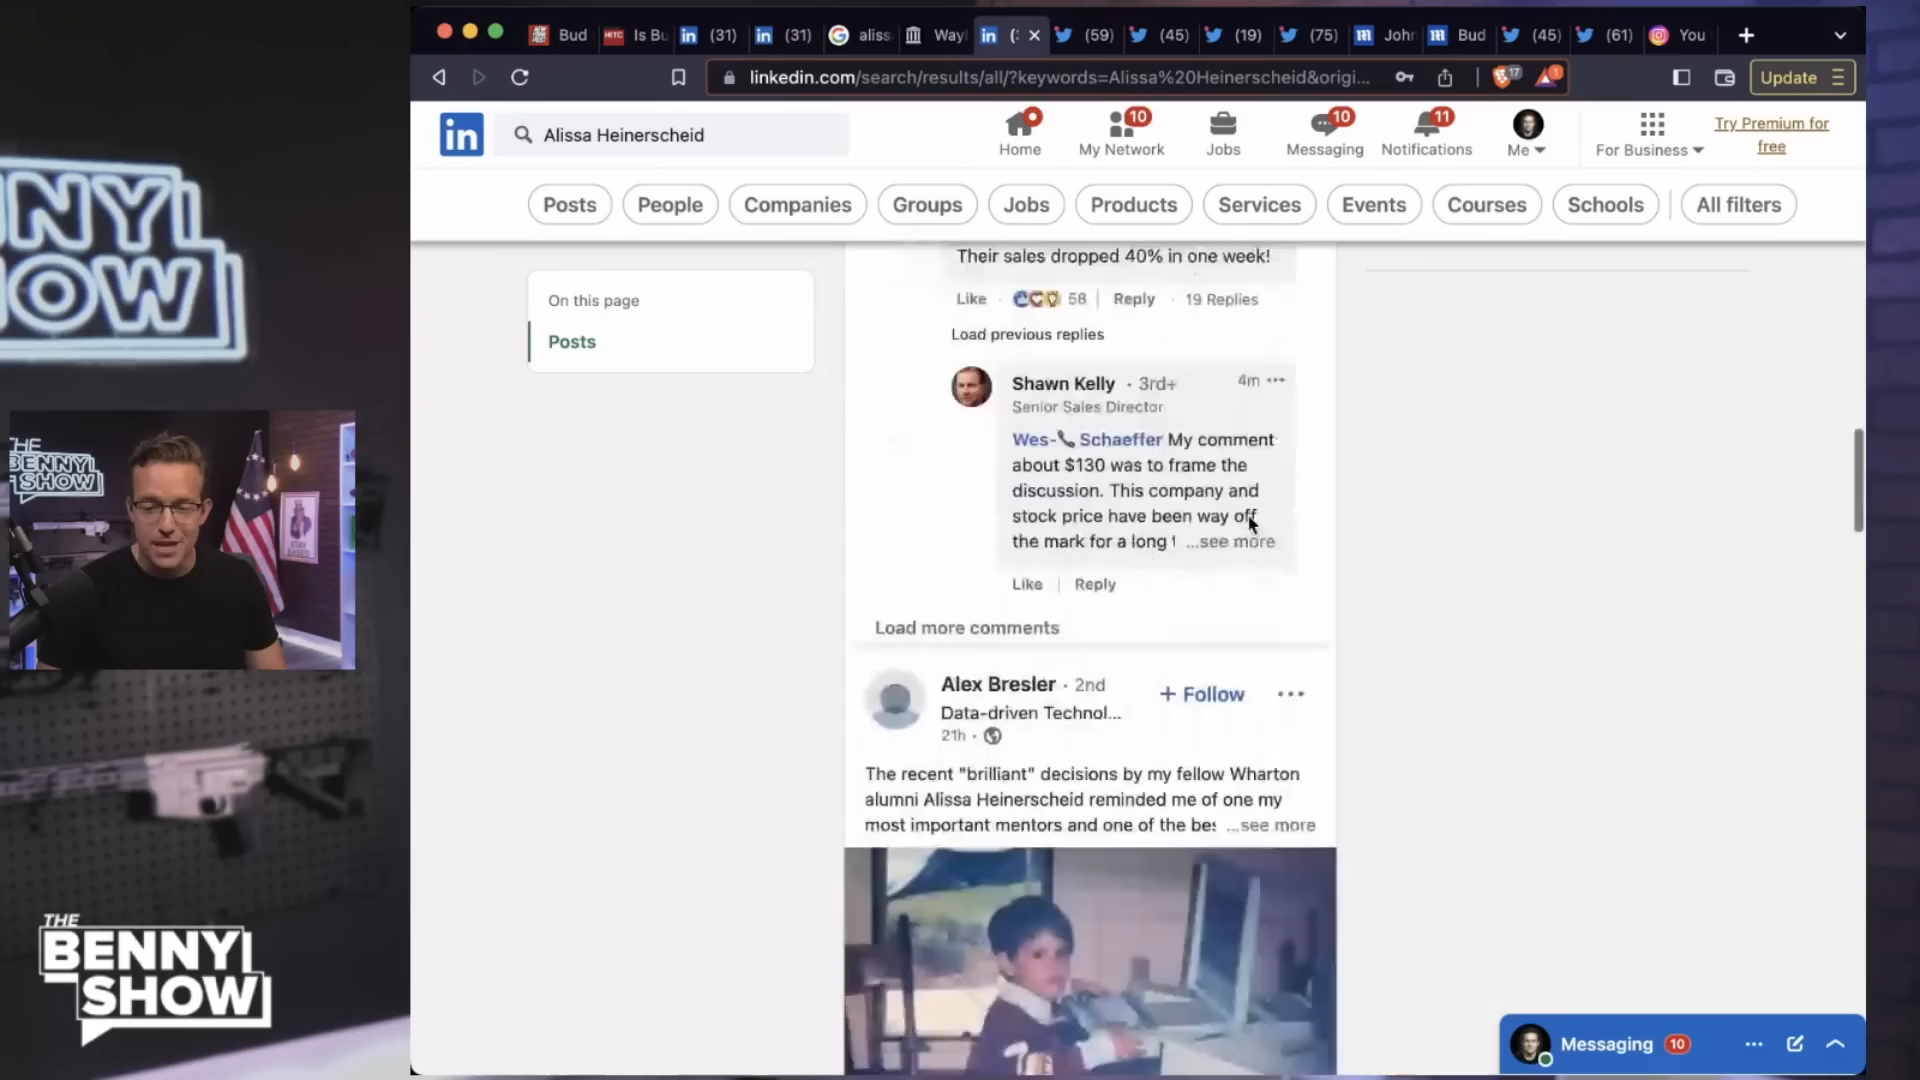 Bud
Is Bu
(31)
(31)
aliss
Wayl
(59)
(45)
(19)
(75)
John
Bud
(45)
(61)
You
linkedin.com/search/results/all/?keywords=Alissa%20Heinerscheid&origi...
17
1
Update
in
Alissa Heinerscheid
Home
10
My Network
Jobs
10
Messaging
11
Notifications
Me
For Business
Try Premium for
free
Posts
People
Companies
Groups
Jobs
Products
Services
Events
Courses
Schools
All filters
On this page
Posts
Their sales dropped 40% in one week!
Like
58
Reply
19 Replies
Load previous replies
Shawn Kelly · 3rd+
4m
Senior Sales Director
Wes-📞 Schaeffer My comment
about $130 was to frame the
discussion. This company and
stock price have been way off
the mark for a long t ...see more
Like
Reply
Load more comments
Alex Bresler · 2nd
+ Follow
Data-driven Technol...
21h ·
The recent "brilliant" decisions by my fellow Wharton
alumni Alissa Heinerscheid reminded me of one my
most important mentors and one of the bes ...see more
Messaging
10
NNY
OW
THE
BENNY
SHOW
STAY
BASED
THE
BENNY
SHOW